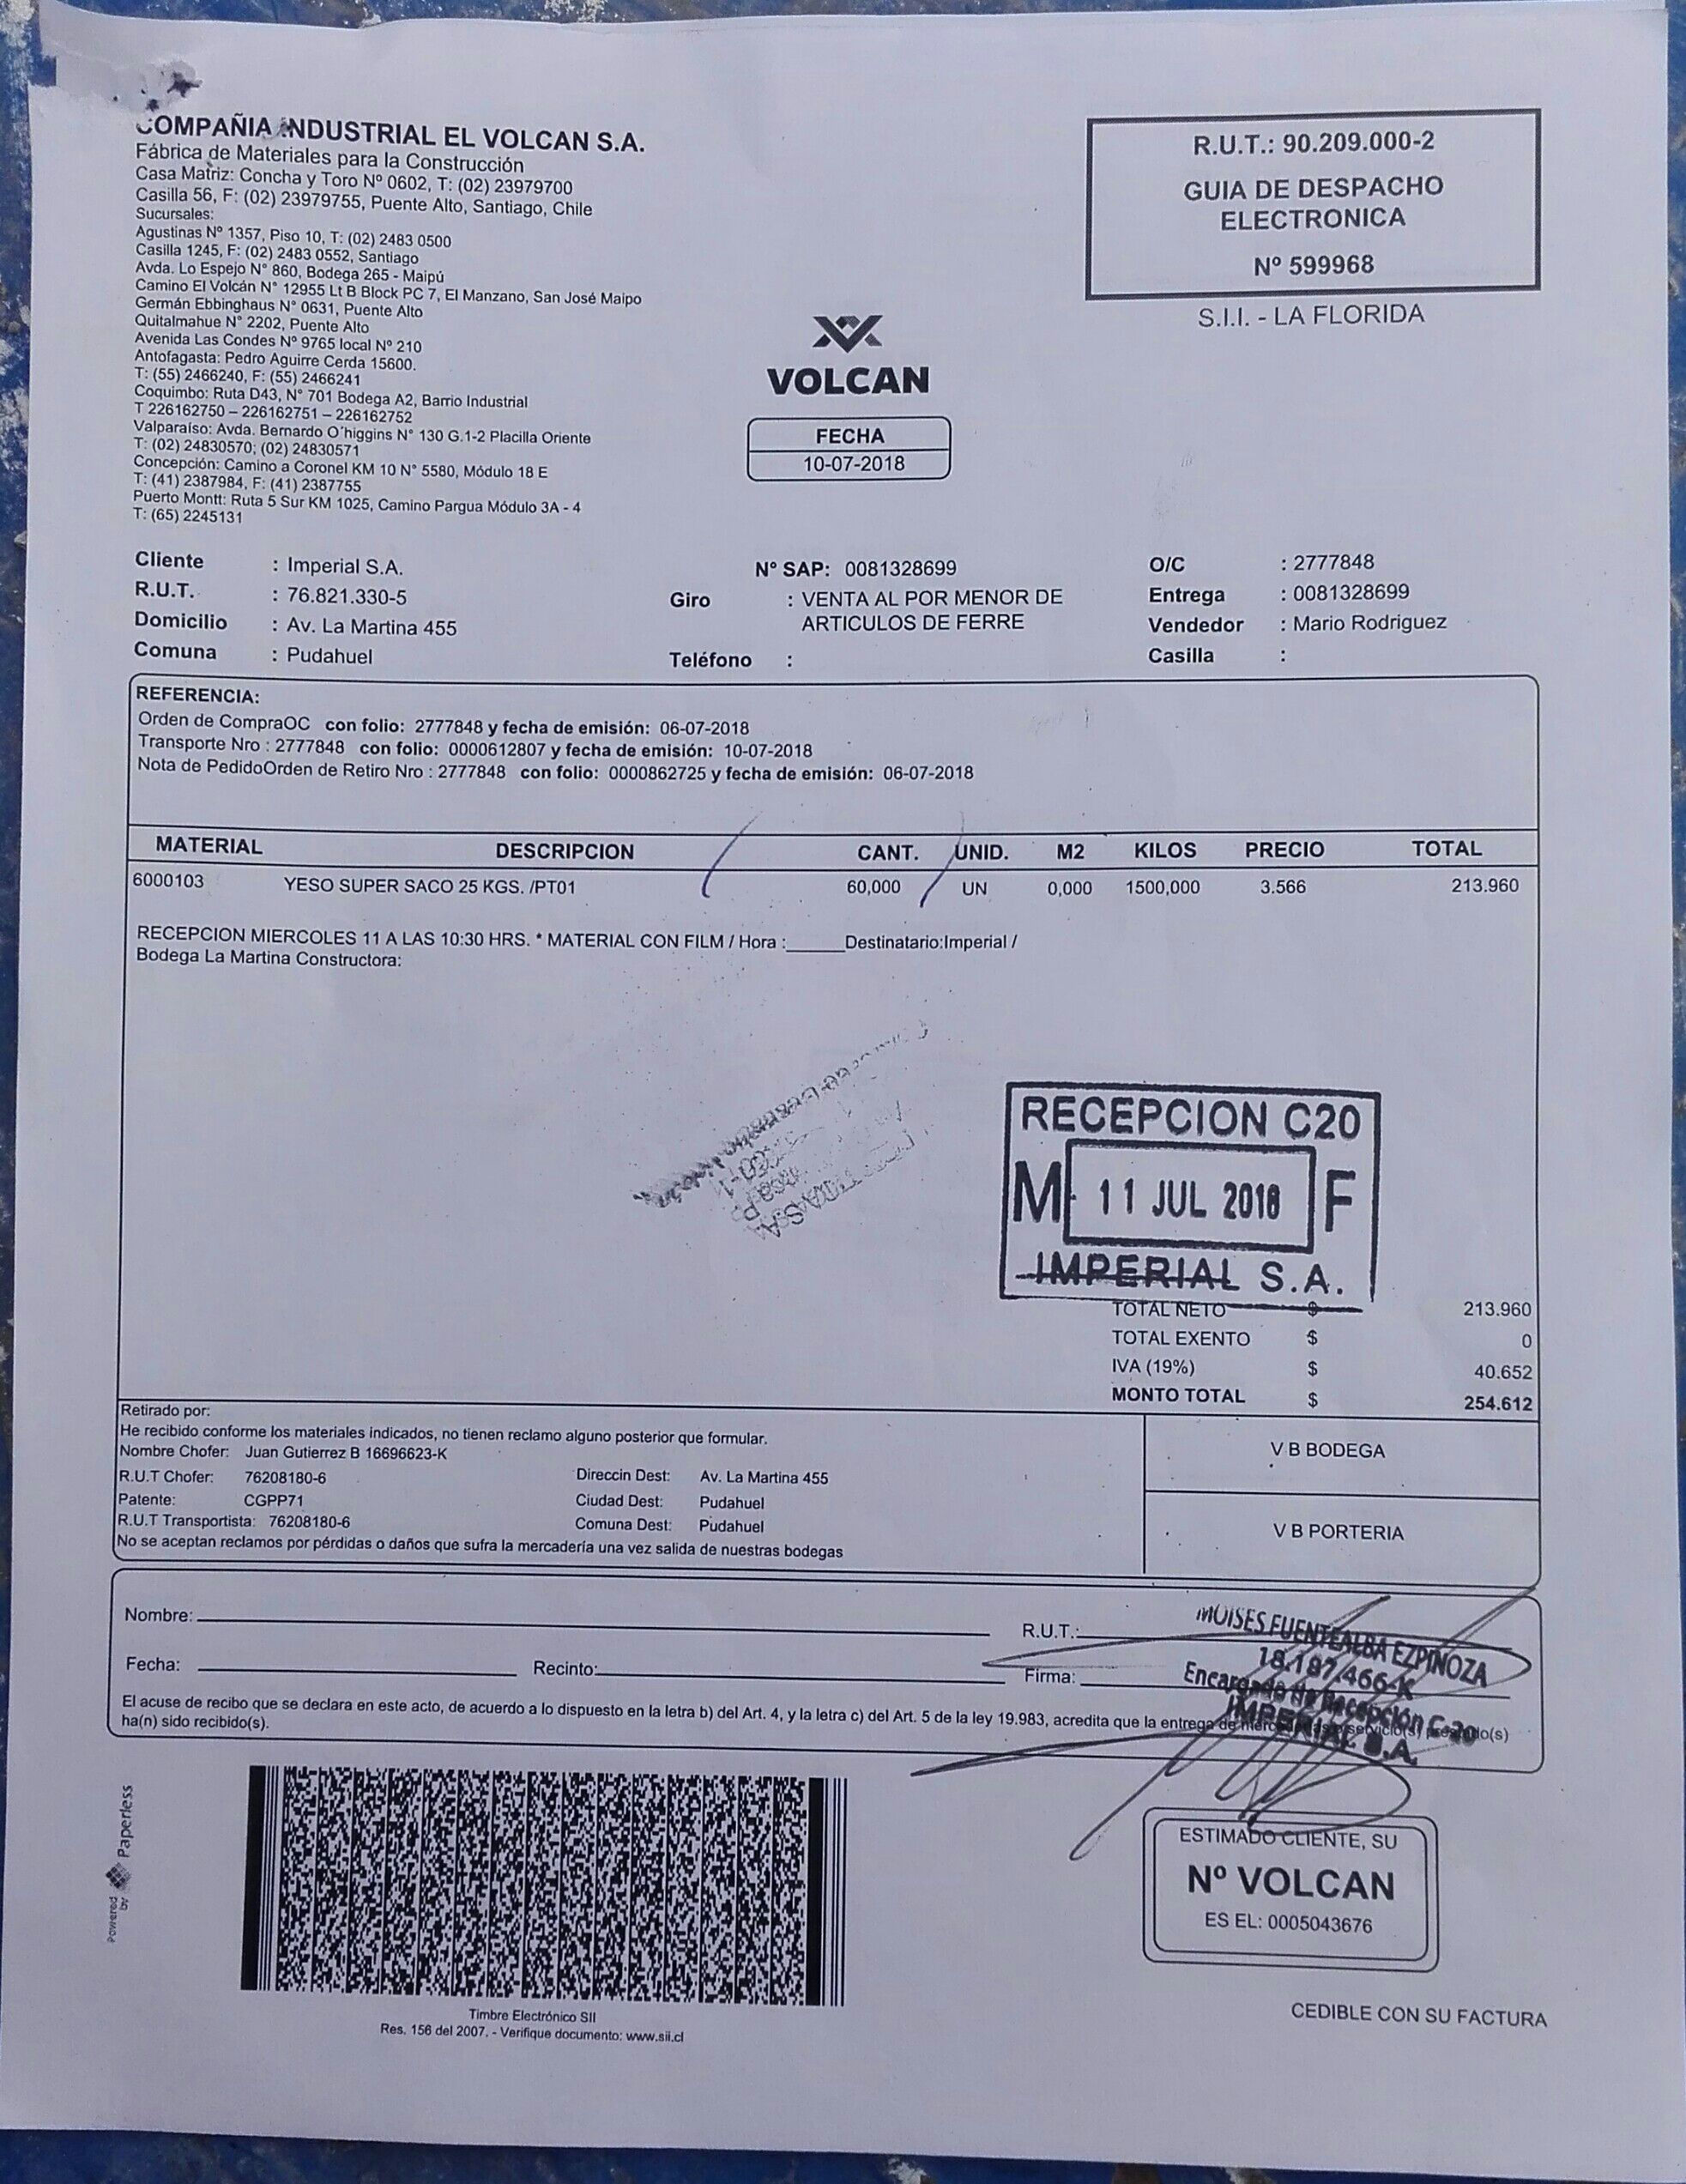 COMPAÑIA INDUSTRIAL EL VOLCAN S.A.
Fábrica de Materiales para la Construcción
Casa Matriz: Concha y Toro Nº 0602, T: (02) 23979700
Casilla 56, F: (02) 23979755, Puente Alto, Santiago, Chile
Sucursales:
Agustinas Nº 1357, Piso 10, T: (02) 2483 0500
Casilla 1245, F: (02) 2483 0552, Santiago
Avda. Lo Espejo N° 860, Bodega 265 - Maipú
Camino El Volcán N° 12955 Lt B Block PC 7, El Manzano, San José Maipo
Germán Ebbinghaus N° 0631, Puente Alto
Quitalmahue N° 2202, Puente Alto
Avenida Las Condes Nº 9765 local Nº 210
Antofagasta: Pedro Aguirre Cerda 15600.
T: (55) 2466240, F: (55) 2466241
Coquimbo: Ruta D43, N° 701 Bodega A2, Barrio Industrial
T 226162750 – 226162751 – 226162752
Valparaíso: Avda. Bernardo O´higgins N° 130 G.1-2 Placilla Oriente
T: (02) 24830570; (02) 24830571
Concepción: Camino a Coronel KM 10 N° 5580, Módulo 18 E
T: (41) 2387984, F: (41) 2387755
Puerto Montt: Ruta 5 Sur KM 1025, Camino Pargua Módulo 3A - 4
T: (65) 2245131
R.U.T.: 90.209.000-2
GUIA DE DESPACHO
ELECTRONICA
Nº 599968
S.I.I. - LA FLORIDA
VOLCAN
FECHA
10-07-2018
Cliente : Imperial S.A. N° SAP: 0081328699 O/C : 2777848
R.U.T. : 76.821.330-5 Giro : VENTA AL POR MENOR DE Entrega : 0081328699
Domicilio : Av. La Martina 455 ARTICULOS DE FERRE Vendedor : Mario Rodriguez
Comuna : Pudahuel Teléfono : Casilla :
REFERENCIA:
Orden de CompraOC con folio: 2777848 y fecha de emisión: 06-07-2018
Transporte Nro : 2777848 con folio: 0000612807 y fecha de emisión: 10-07-2018
Nota de PedidoOrden de Retiro Nro : 2777848 con folio: 0000862725 y fecha de emisión: 06-07-2018
MATERIAL DESCRIPCION CANT. UNID. M2 KILOS PRECIO TOTAL
6000103 YESO SUPER SACO 25 KGS. /PT01 60,000 UN 0,000 1500,000 3.566 213.960
RECEPCION MIERCOLES 11 A LAS 10:30 HRS. * MATERIAL CON FILM / Hora :______Destinatario:Imperial /
Bodega La Martina Constructora:
RECEPCION C20
M 11 JUL 2018 F
IMPERIAL S.A.
TOTAL NETO $ 213.960
TOTAL EXENTO $ 0
IVA (19%) $ 40.652
MONTO TOTAL $ 254.612
Retirado por:
He recibido conforme los materiales indicados, no tienen reclamo alguno posterior que formular.
Nombre Chofer: Juan Gutierrez B 16696623-K
R.U.T Chofer: 76208180-6 Direccin Dest: Av. La Martina 455
Patente: CGPP71 Ciudad Dest: Pudahuel
R.U.T Transportista: 76208180-6 Comuna Dest: Pudahuel
No se aceptan reclamos por pérdidas o daños que sufra la mercadería una vez salida de nuestras bodegas
V B BODEGA
V B PORTERIA
Nombre: R.U.T.:
Fecha: Recinto: Firma:
MOISES FUENTEALBA EZPINOZA
18.197.466-K
Encargado de Recepción C-20
IMPERIAL S.A.
El acuse de recibo que se declara en este acto, de acuerdo a lo dispuesto en la letra b) del Art. 4, y la letra c) del Art. 5 de la ley 19.983, acredita que la entrega de mercaderías o servicio(s) prestado(s)
ha(n) sido recibido(s).
Powered by Paperless
Timbre Electrónico SII
Res. 156 del 2007. - Verifique documento: www.sii.cl
ESTIMADO CLIENTE, SU
Nº VOLCAN
ES EL: 0005043676
CEDIBLE CON SU FACTURA